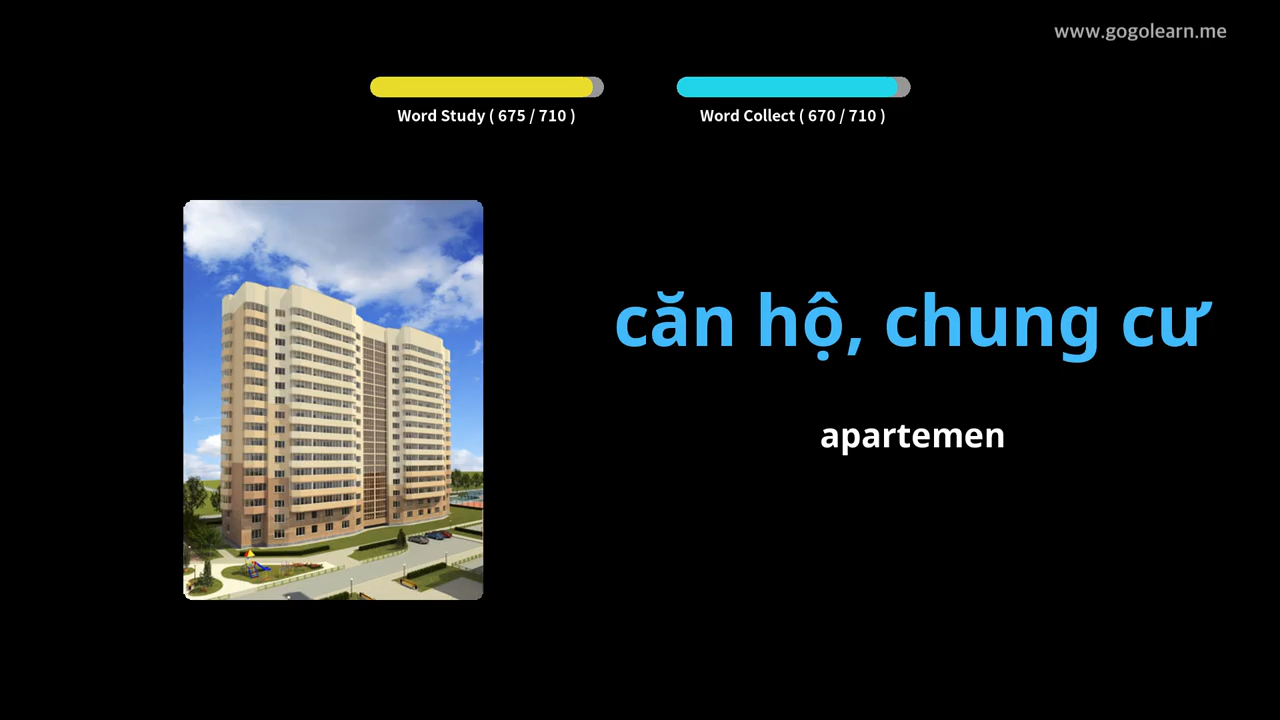 www.gogolearn.me
Word Study ( 675 / 710 )
Word Collect ( 670 / 710 )
căn hộ, chung cư
apartemen